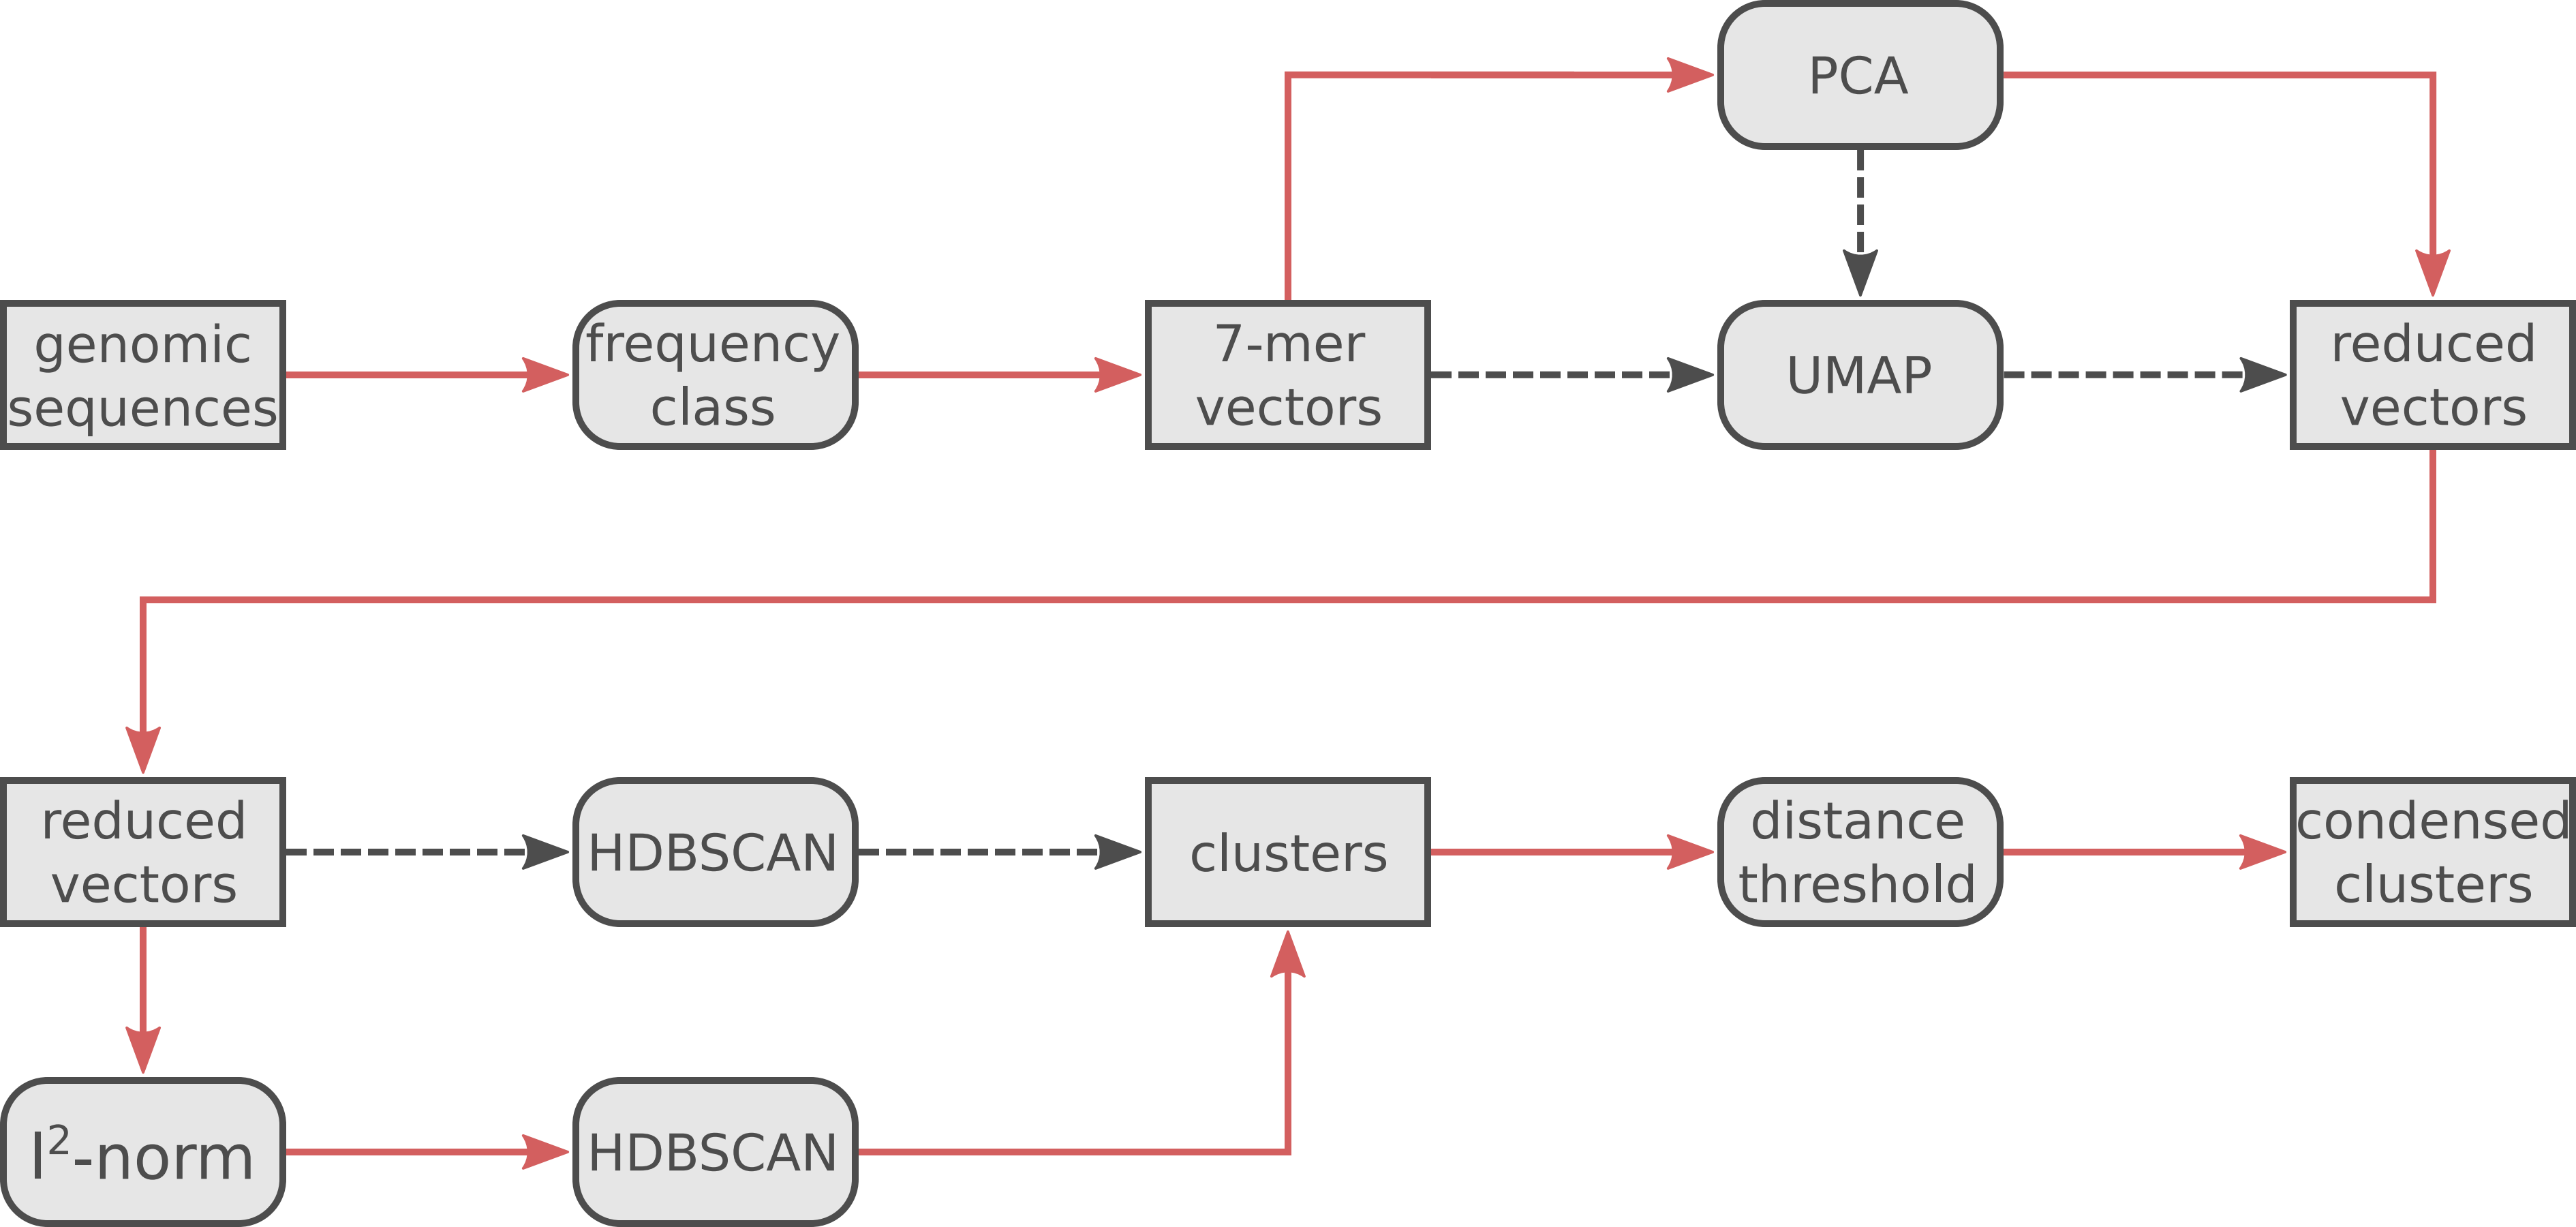 PCA
genomic
sequences
frequency
class
7-mer
vectors
UMAP
reduced
vectors
reduced
vectors
HDBSCAN
clusters
distance
threshold
condensed
clusters
l²-norm
HDBSCAN